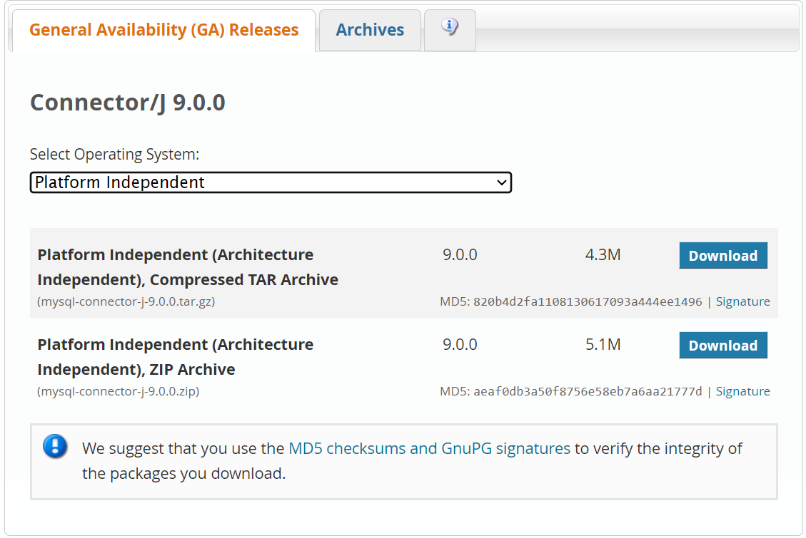 General Availability (GA) Releases
Archives
Connector/J 9.0.0
Select Operating System:
Platform Independent
Platform Independent (Architecture Independent), Compressed TAR Archive
9.0.0
4.3M
Download
(mysql-connector-j-9.0.0.tar.gz)
MD5: 820b4d2fa1108130617093a444ee1496 | Signature
Platform Independent (Architecture Independent), ZIP Archive
9.0.0
5.1M
Download
(mysql-connector-j-9.0.0.zip)
MD5: aeaf0db3a50f8756e58eb7a6aa21777d | Signature
We suggest that you use the MD5 checksums and GnuPG signatures to verify the integrity of
the packages you download.